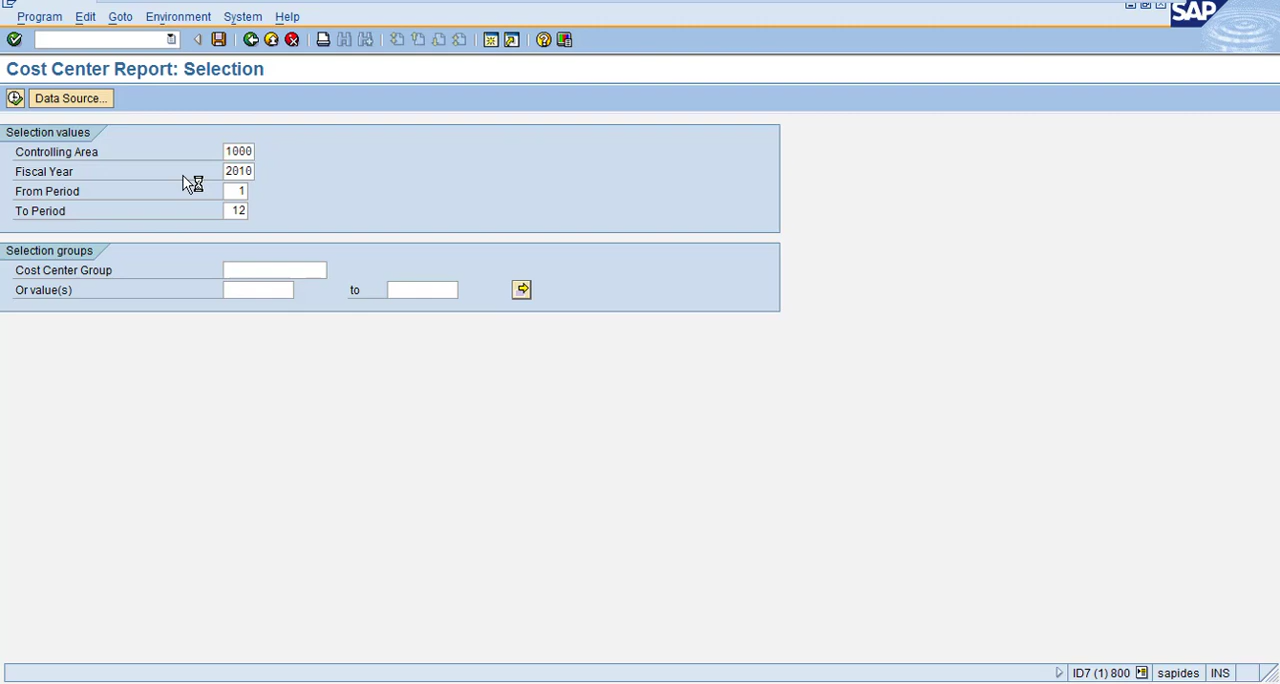 Program Edit Goto Environment System Help
SAP
Cost Center Report: Selection
Data Source...
Selection values
Controlling Area 1000
Fiscal Year 2010
From Period 1
To Period 12
Selection groups
Cost Center Group
Or value(s) to
ID7 (1) 800 sapides INS